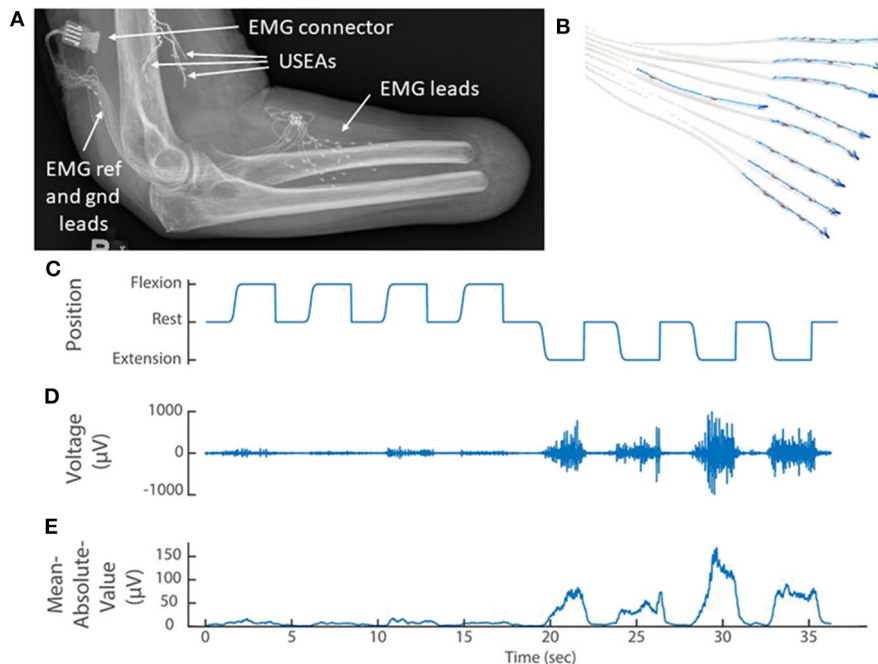 A
EMG connector
USEAs
EMG leads
EMG ref
and gnd
leads
B
C
Position
Flexion
Rest
Extension
D
Voltage
(µV)
1000
0
-1000
E
Mean-
Absolute-
Value
(µV)
150
100
50
0
0 5 10 15 20 25 30 35
Time (sec)